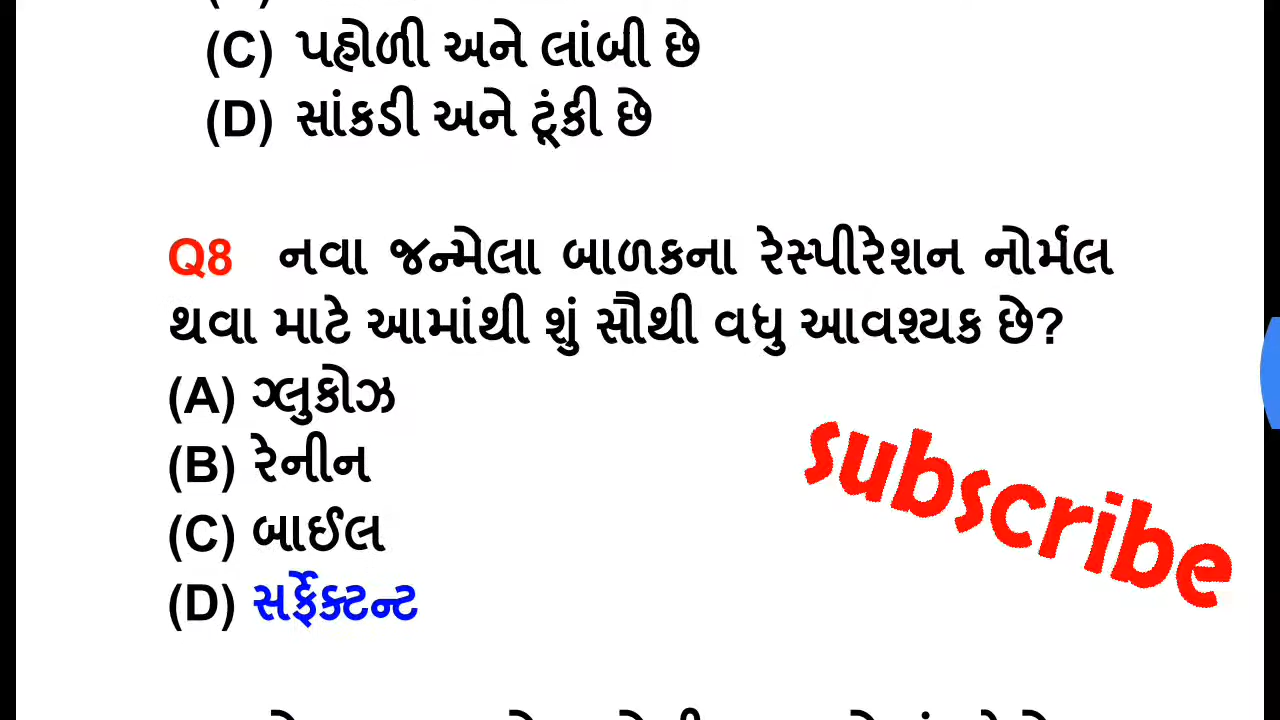 (C) પહોળી અને લાંબી છે
(D) સાંકડી અને ટૂંકી છે
Q8 નવા જન્મેલા બાળકના રેસ્પીરેશન નોર્મલ
થવા માટે આમાંથી શું સૌથી વધુ આવશ્યક છે?
(A) ગ્લુકોઝ
(B) રેનીન
(C) બાઈલ
(D) સર્ફેક્ટન્ટ
subscribe